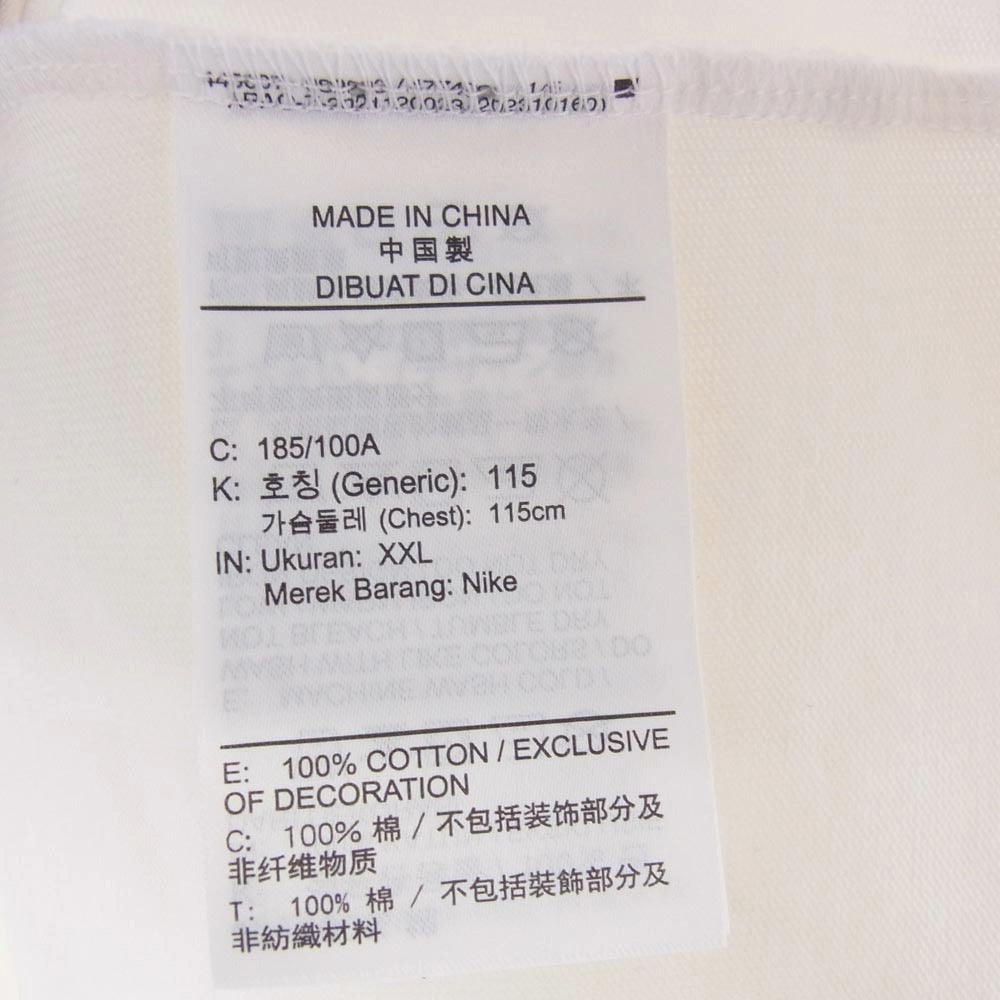 MADE IN CHINA
中国製
DIBUAT DI CINA
C: 185/100A
K: 호칭 (Generic): 115
가슴둘레 (Chest): 115cm
IN: Ukuran: XXL
Merek Barang: Nike
E: 100% COTTON / EXCLUSIVE
OF DECORATION
C: 100% 棉 / 不包括装饰部分及
非纤维物质
T: 100% 棉 / 不包括裝飾部分及
非紡織材料